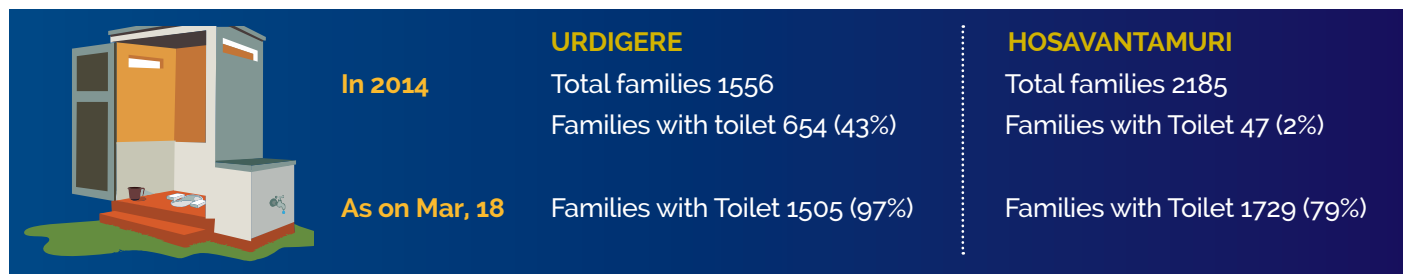 URDIGERE
HOSAVANTAMURI
In 2014
Total families 1556
Total families 2185
Families with toilet 654 (43%)
Families with Toilet 47 (2%)
As on Mar, 18
Families with Toilet 1505 (97%)
Families with Toilet 1729 (79%)